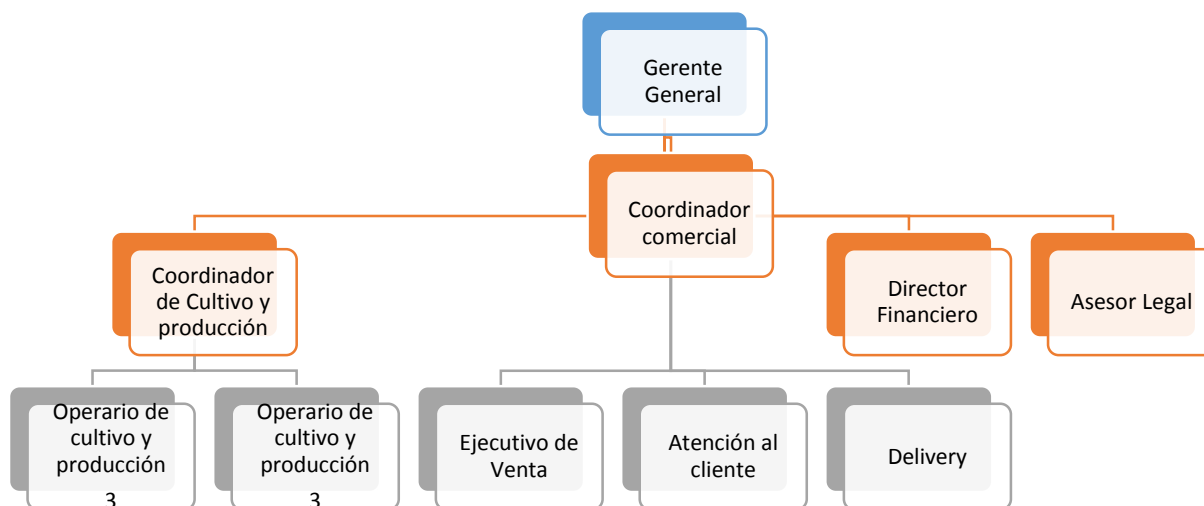 Gerente
General
Coordinador
comercial
Coordinador
de Cultivo y
producción
Director
Financiero
Asesor Legal
Operario de
cultivo y
producción
3
Operario de
cultivo y
producción
3
Ejecutivo de
Venta
Atención al
cliente
Delivery